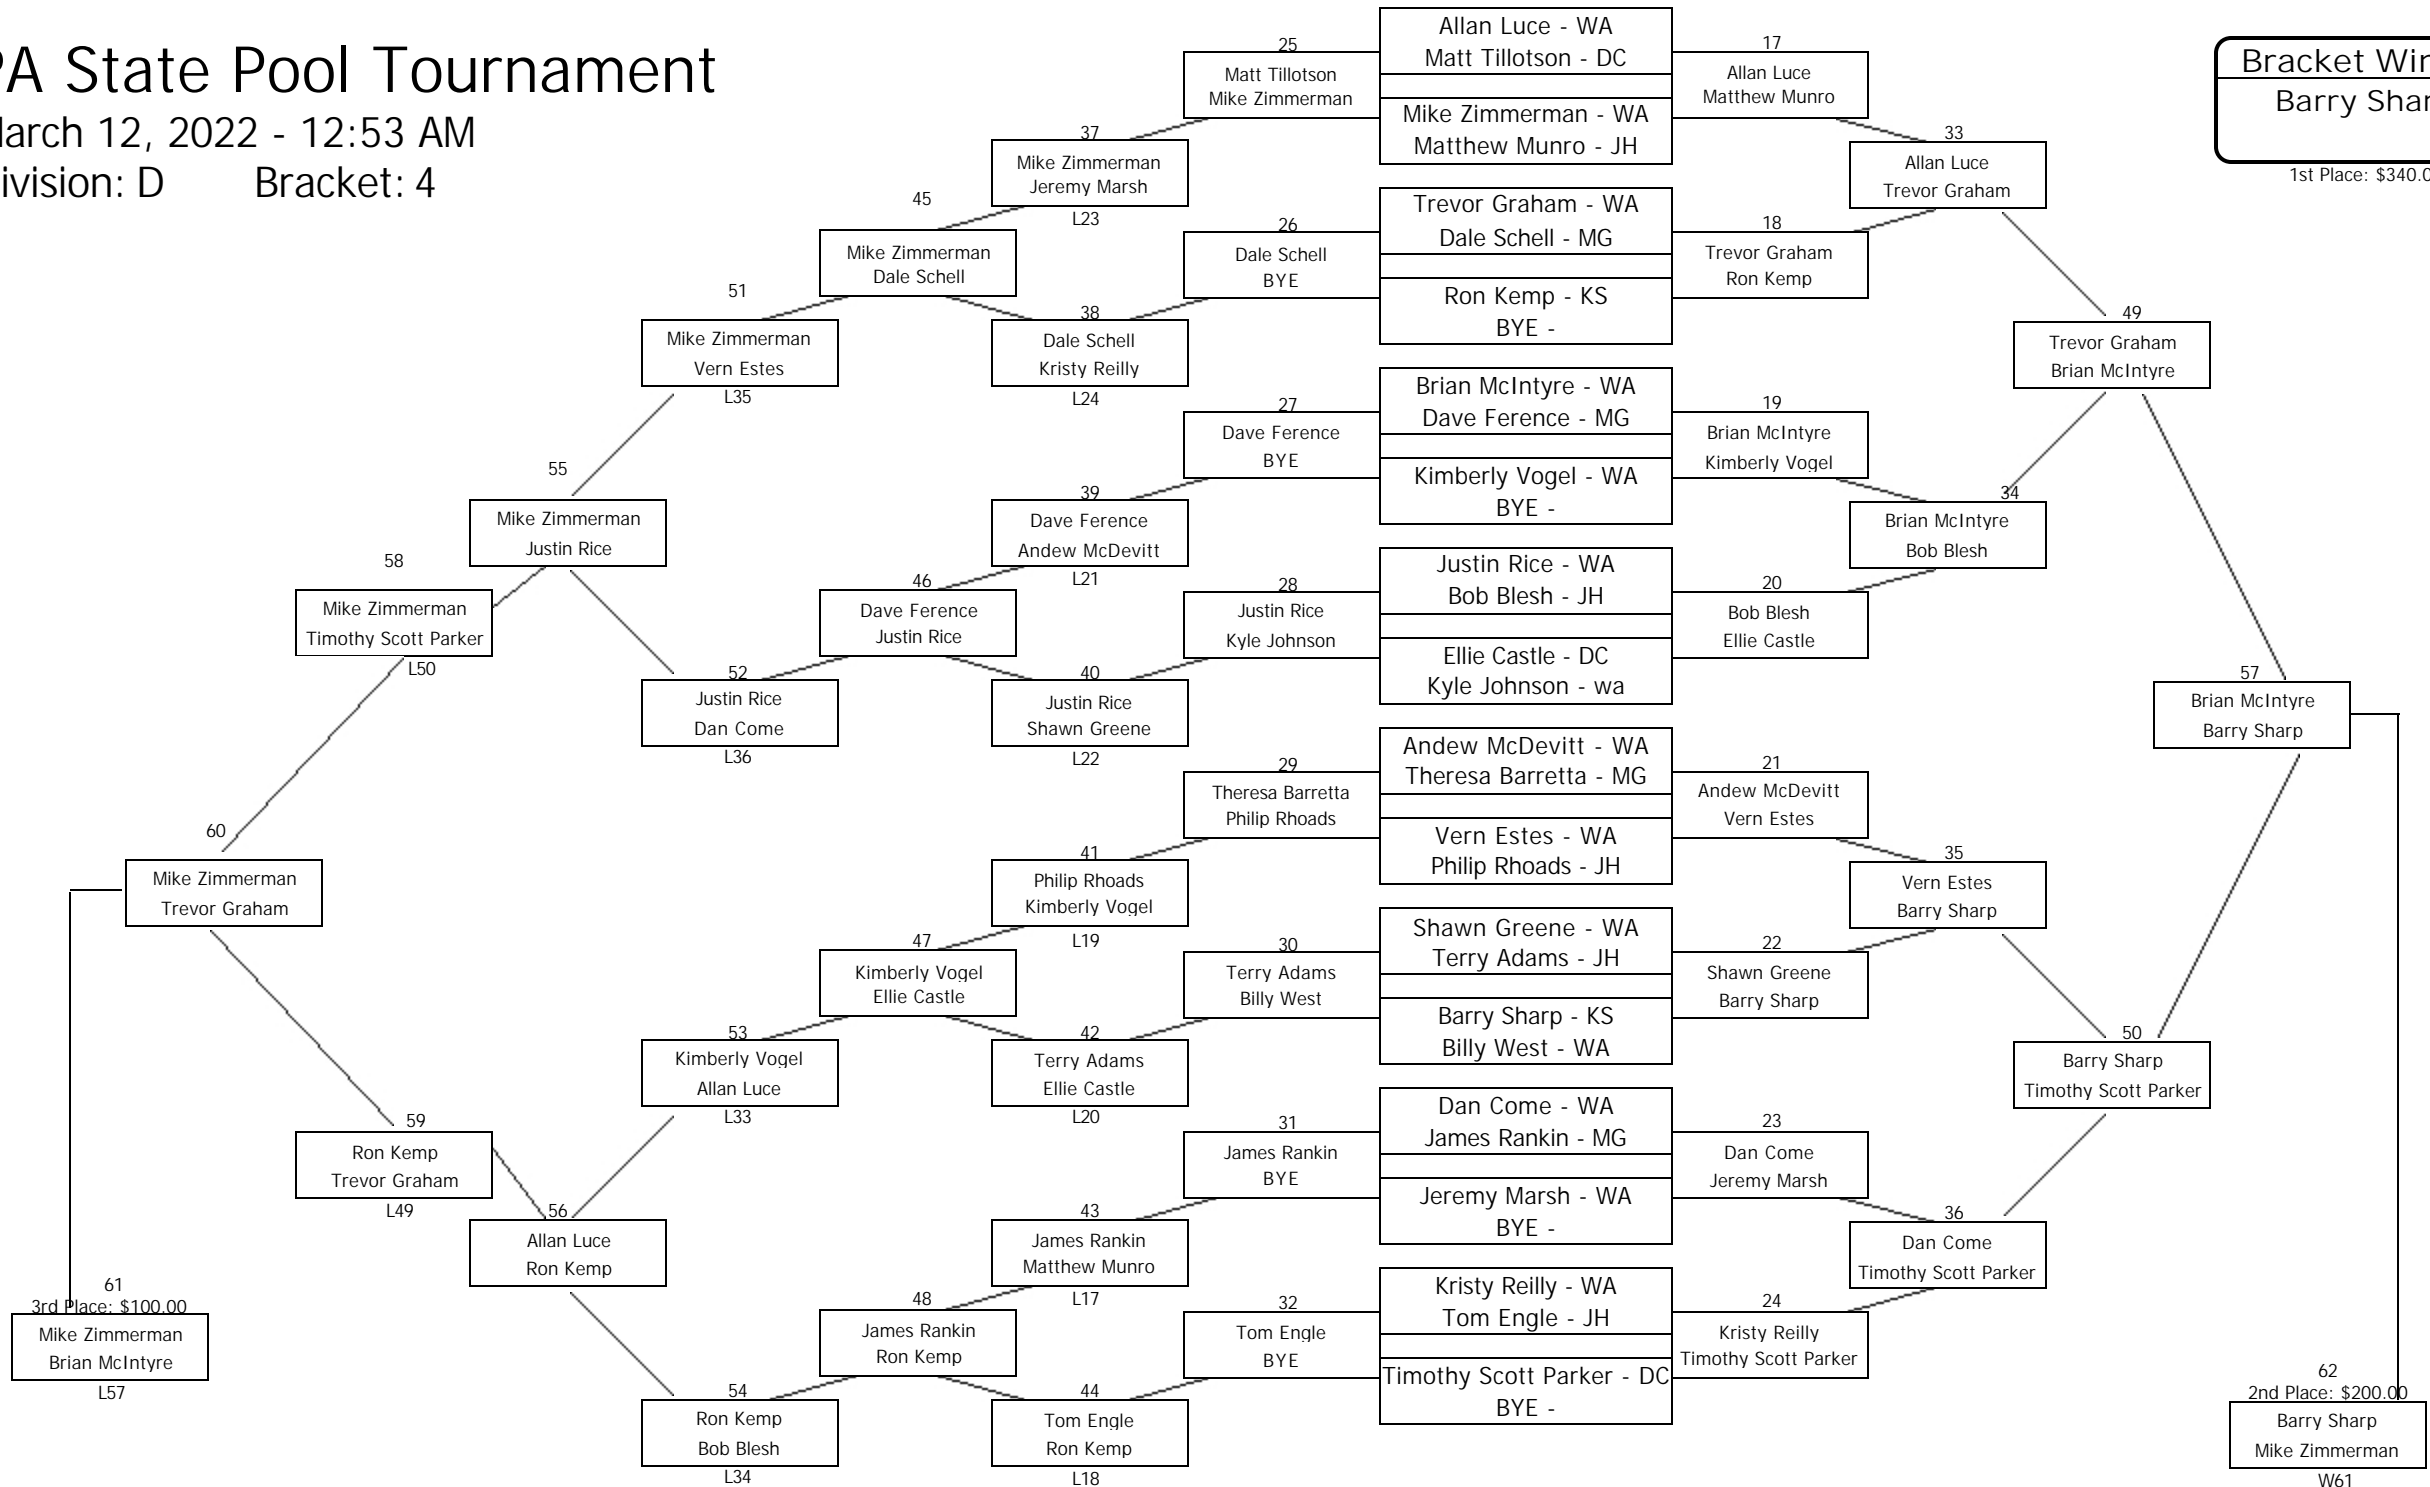 PA State Pool Tournament
March 12, 2022 - 12:53 AM
ivision: D Bracket: 4
Bracket Win
Barry Shar
1st Place: $340.0
Allan Luce - WA
Matt Tillotson - DC
Mike Zimmerman - WA
Matthew Munro - JH
Trevor Graham - WA
Dale Schell - MG
Ron Kemp - KS
BYE -
Brian McIntyre - WA
Dave Ference - MG
Kimberly Vogel - WA
BYE -
Justin Rice - WA
Bob Blesh - JH
Ellie Castle - DC
Kyle Johnson - wa
Andew McDevitt - WA
Theresa Barretta - MG
Vern Estes - WA
Philip Rhoads - JH
Shawn Greene - WA
Terry Adams - JH
Barry Sharp - KS
Billy West - WA
Dan Come - WA
James Rankin - MG
Jeremy Marsh - WA
BYE -
Kristy Reilly - WA
Tom Engle - JH
Timothy Scott Parker - DC
BYE -
17
Allan Luce
Matthew Munro
18
Trevor Graham
Ron Kemp
19
Brian McIntyre
Kimberly Vogel
20
Bob Blesh
Ellie Castle
21
Andew McDevitt
Vern Estes
22
Shawn Greene
Barry Sharp
23
Dan Come
Jeremy Marsh
24
Kristy Reilly
Timothy Scott Parker
25
Matt Tillotson
Mike Zimmerman
26
Dale Schell
BYE
27
Dave Ference
BYE
28
Justin Rice
Kyle Johnson
29
Theresa Barretta
Philip Rhoads
30
Terry Adams
Billy West
31
James Rankin
BYE
32
Tom Engle
BYE
33
Allan Luce
Trevor Graham
34
Brian McIntyre
Bob Blesh
35
Vern Estes
Barry Sharp
36
Dan Come
Timothy Scott Parker
37
Mike Zimmerman
Jeremy Marsh
L23
38
Dale Schell
Kristy Reilly
L24
39
Dave Ference
Andew McDevitt
L21
40
Justin Rice
Shawn Greene
L22
41
Philip Rhoads
Kimberly Vogel
L19
42
Terry Adams
Ellie Castle
L20
43
James Rankin
Matthew Munro
L17
44
Tom Engle
Ron Kemp
L18
45
Mike Zimmerman
Dale Schell
46
Dave Ference
Justin Rice
47
Kimberly Vogel
Ellie Castle
48
James Rankin
Ron Kemp
49
Trevor Graham
Brian McIntyre
50
Barry Sharp
Timothy Scott Parker
51
Mike Zimmerman
Vern Estes
L35
52
Justin Rice
Dan Come
L36
53
Kimberly Vogel
Allan Luce
L33
54
Ron Kemp
Bob Blesh
L34
55
Mike Zimmerman
Justin Rice
56
Allan Luce
Ron Kemp
57
Brian McIntyre
Barry Sharp
58
Mike Zimmerman
Timothy Scott Parker
L50
59
Ron Kemp
Trevor Graham
L49
60
Mike Zimmerman
Trevor Graham
61
3rd Place: $100.00
Mike Zimmerman
Brian McIntyre
L57
62
2nd Place: $200.00
Barry Sharp
Mike Zimmerman
W61